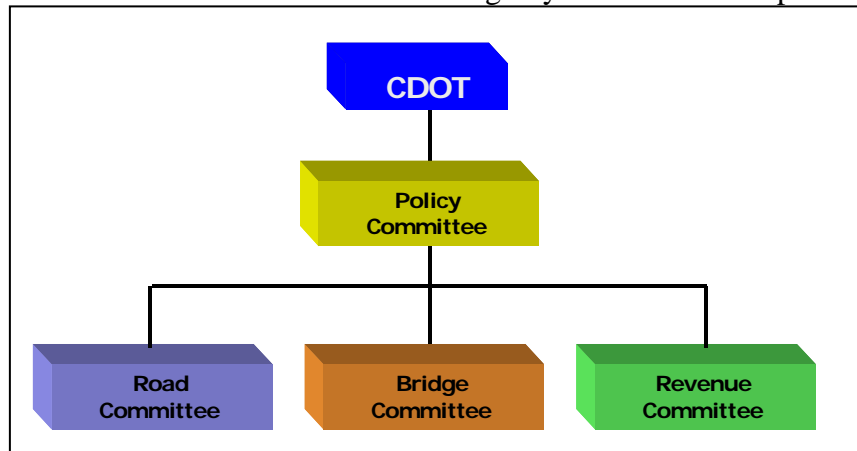 CDOT
Policy
Committee
Road
Committee
Bridge
Committee
Revenue
Committee